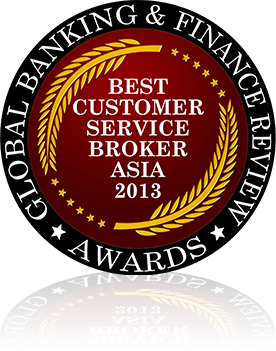 GLOBAL BANKING & FINANCE REVIEW
BEST
CUSTOMER
SERVICE
BROKER
ASIA
2013
AWARDS